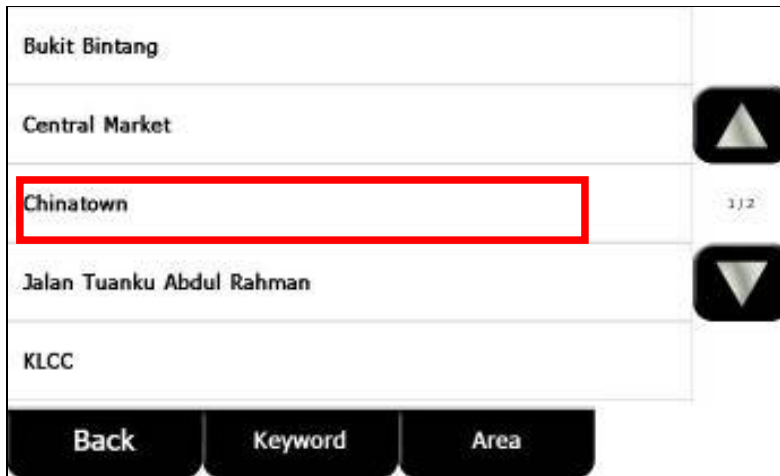 Bukit Bintang
Central Market
Chinatown
1/2
Jalan Tuanku Abdul Rahman
KLCC
Back Keyword Area